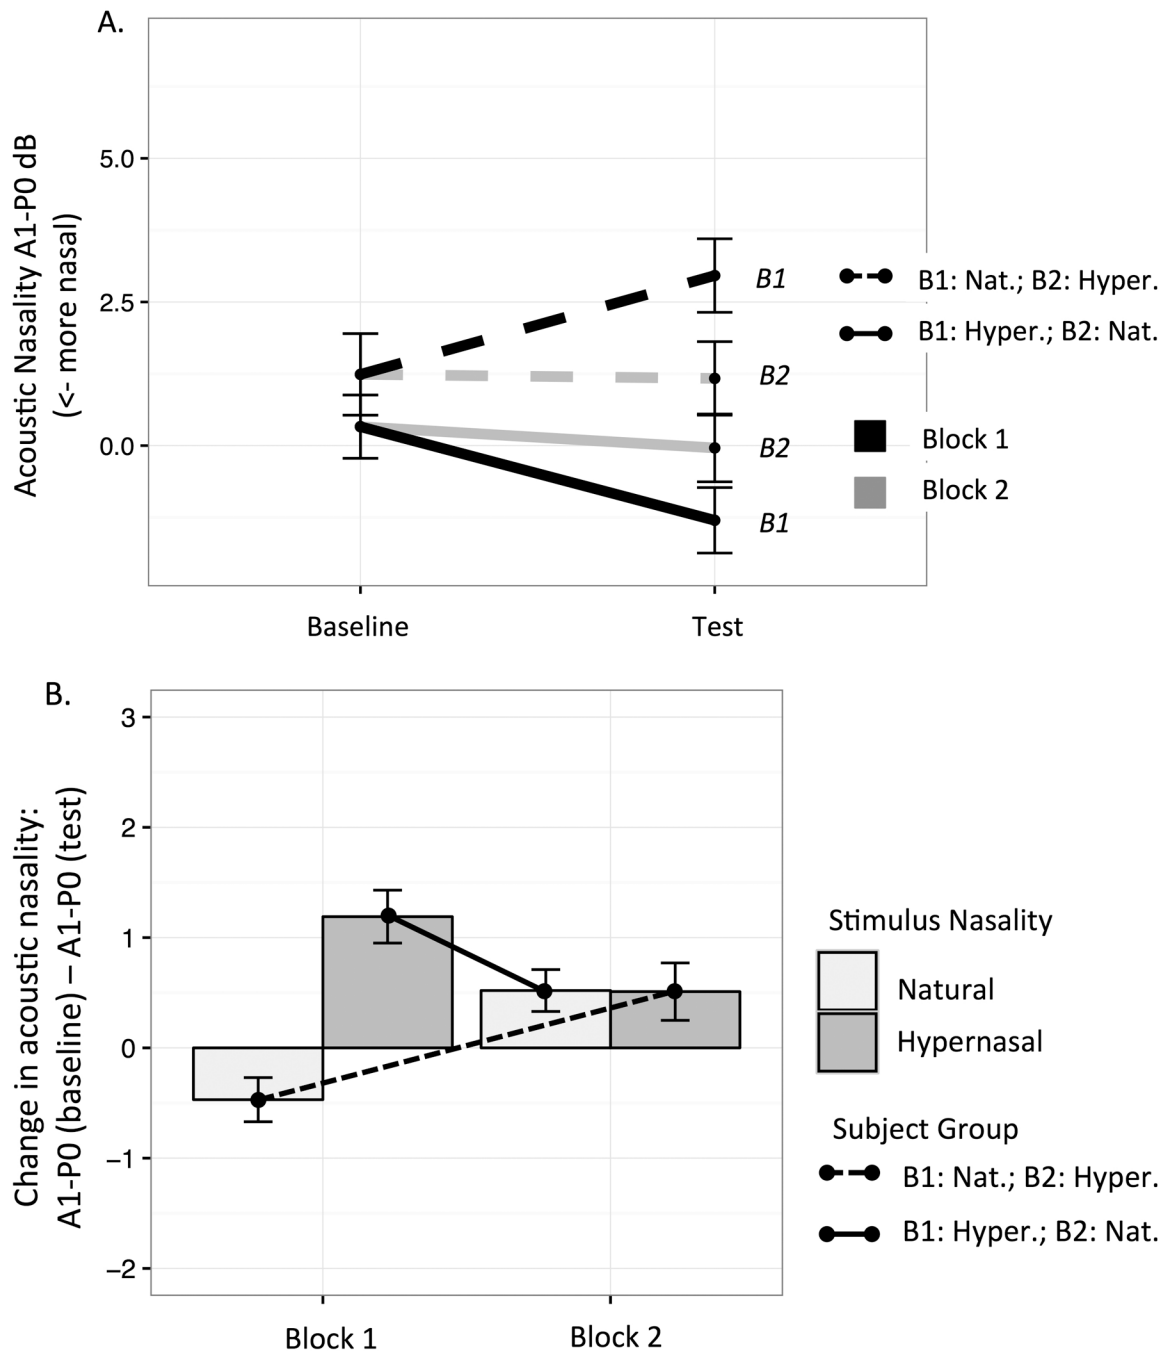 A.
Acoustic Nasality A1-P0 dB
(<- more nasal)
5.0
2.5
0.0
B1
B2
B2
B1
B1: Nat.; B2: Hyper.
B1: Hyper.; B2: Nat.
Block 1
Block 2
Baseline
Test
B.
Change in acoustic nasality:
A1-P0 (baseline) – A1-P0 (test)
3
2
1
0
−1
−2
Block 1
Block 2
Stimulus Nasality
Natural
Hypernasal
Subject Group
B1: Nat.; B2: Hyper.
B1: Hyper.; B2: Nat.